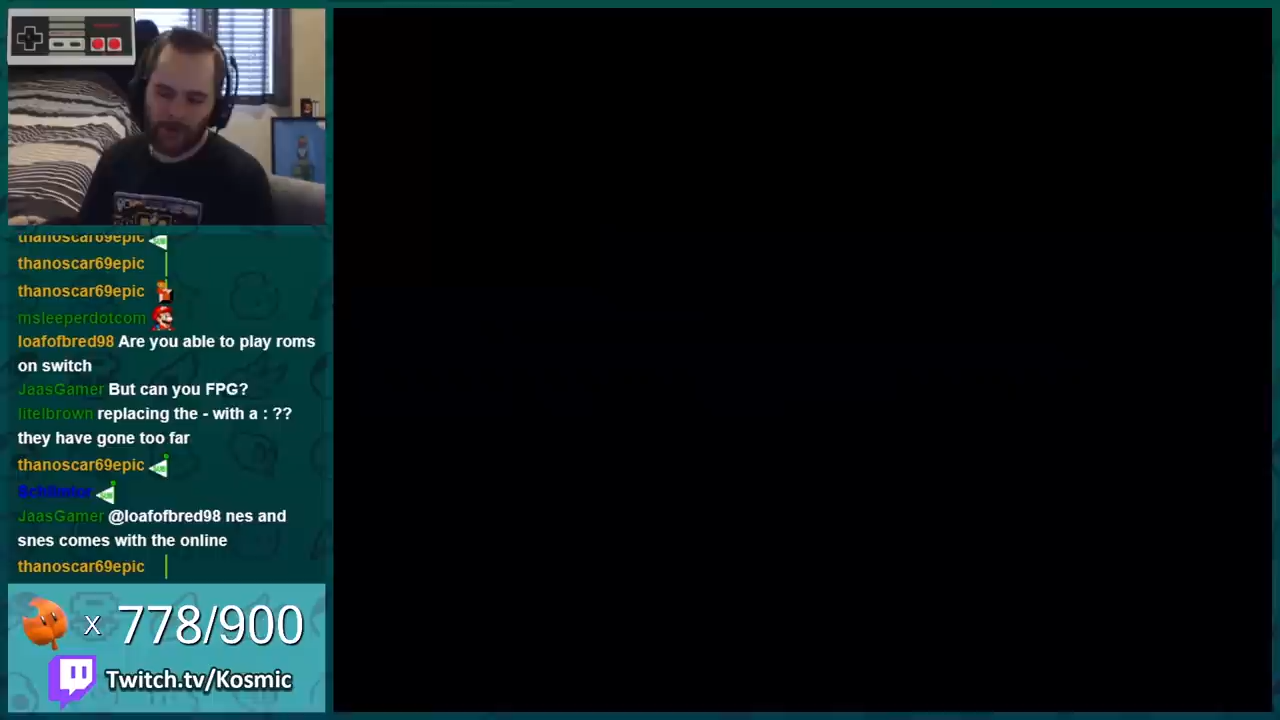 thanoscar69epic
thanoscar69epic
thanoscar69epic
msleeperdotcom
loafofbred98 Are you able to play roms
on switch
JaasGamer But can you FPG?
litelbrown replacing the - with a : ??
they have gone too far
thanoscar69epic
JaasGamer @loafofbred98 nes and
snes comes with the online
thanoscar69epic
x 778/900
Twitch.tv/Kosmic